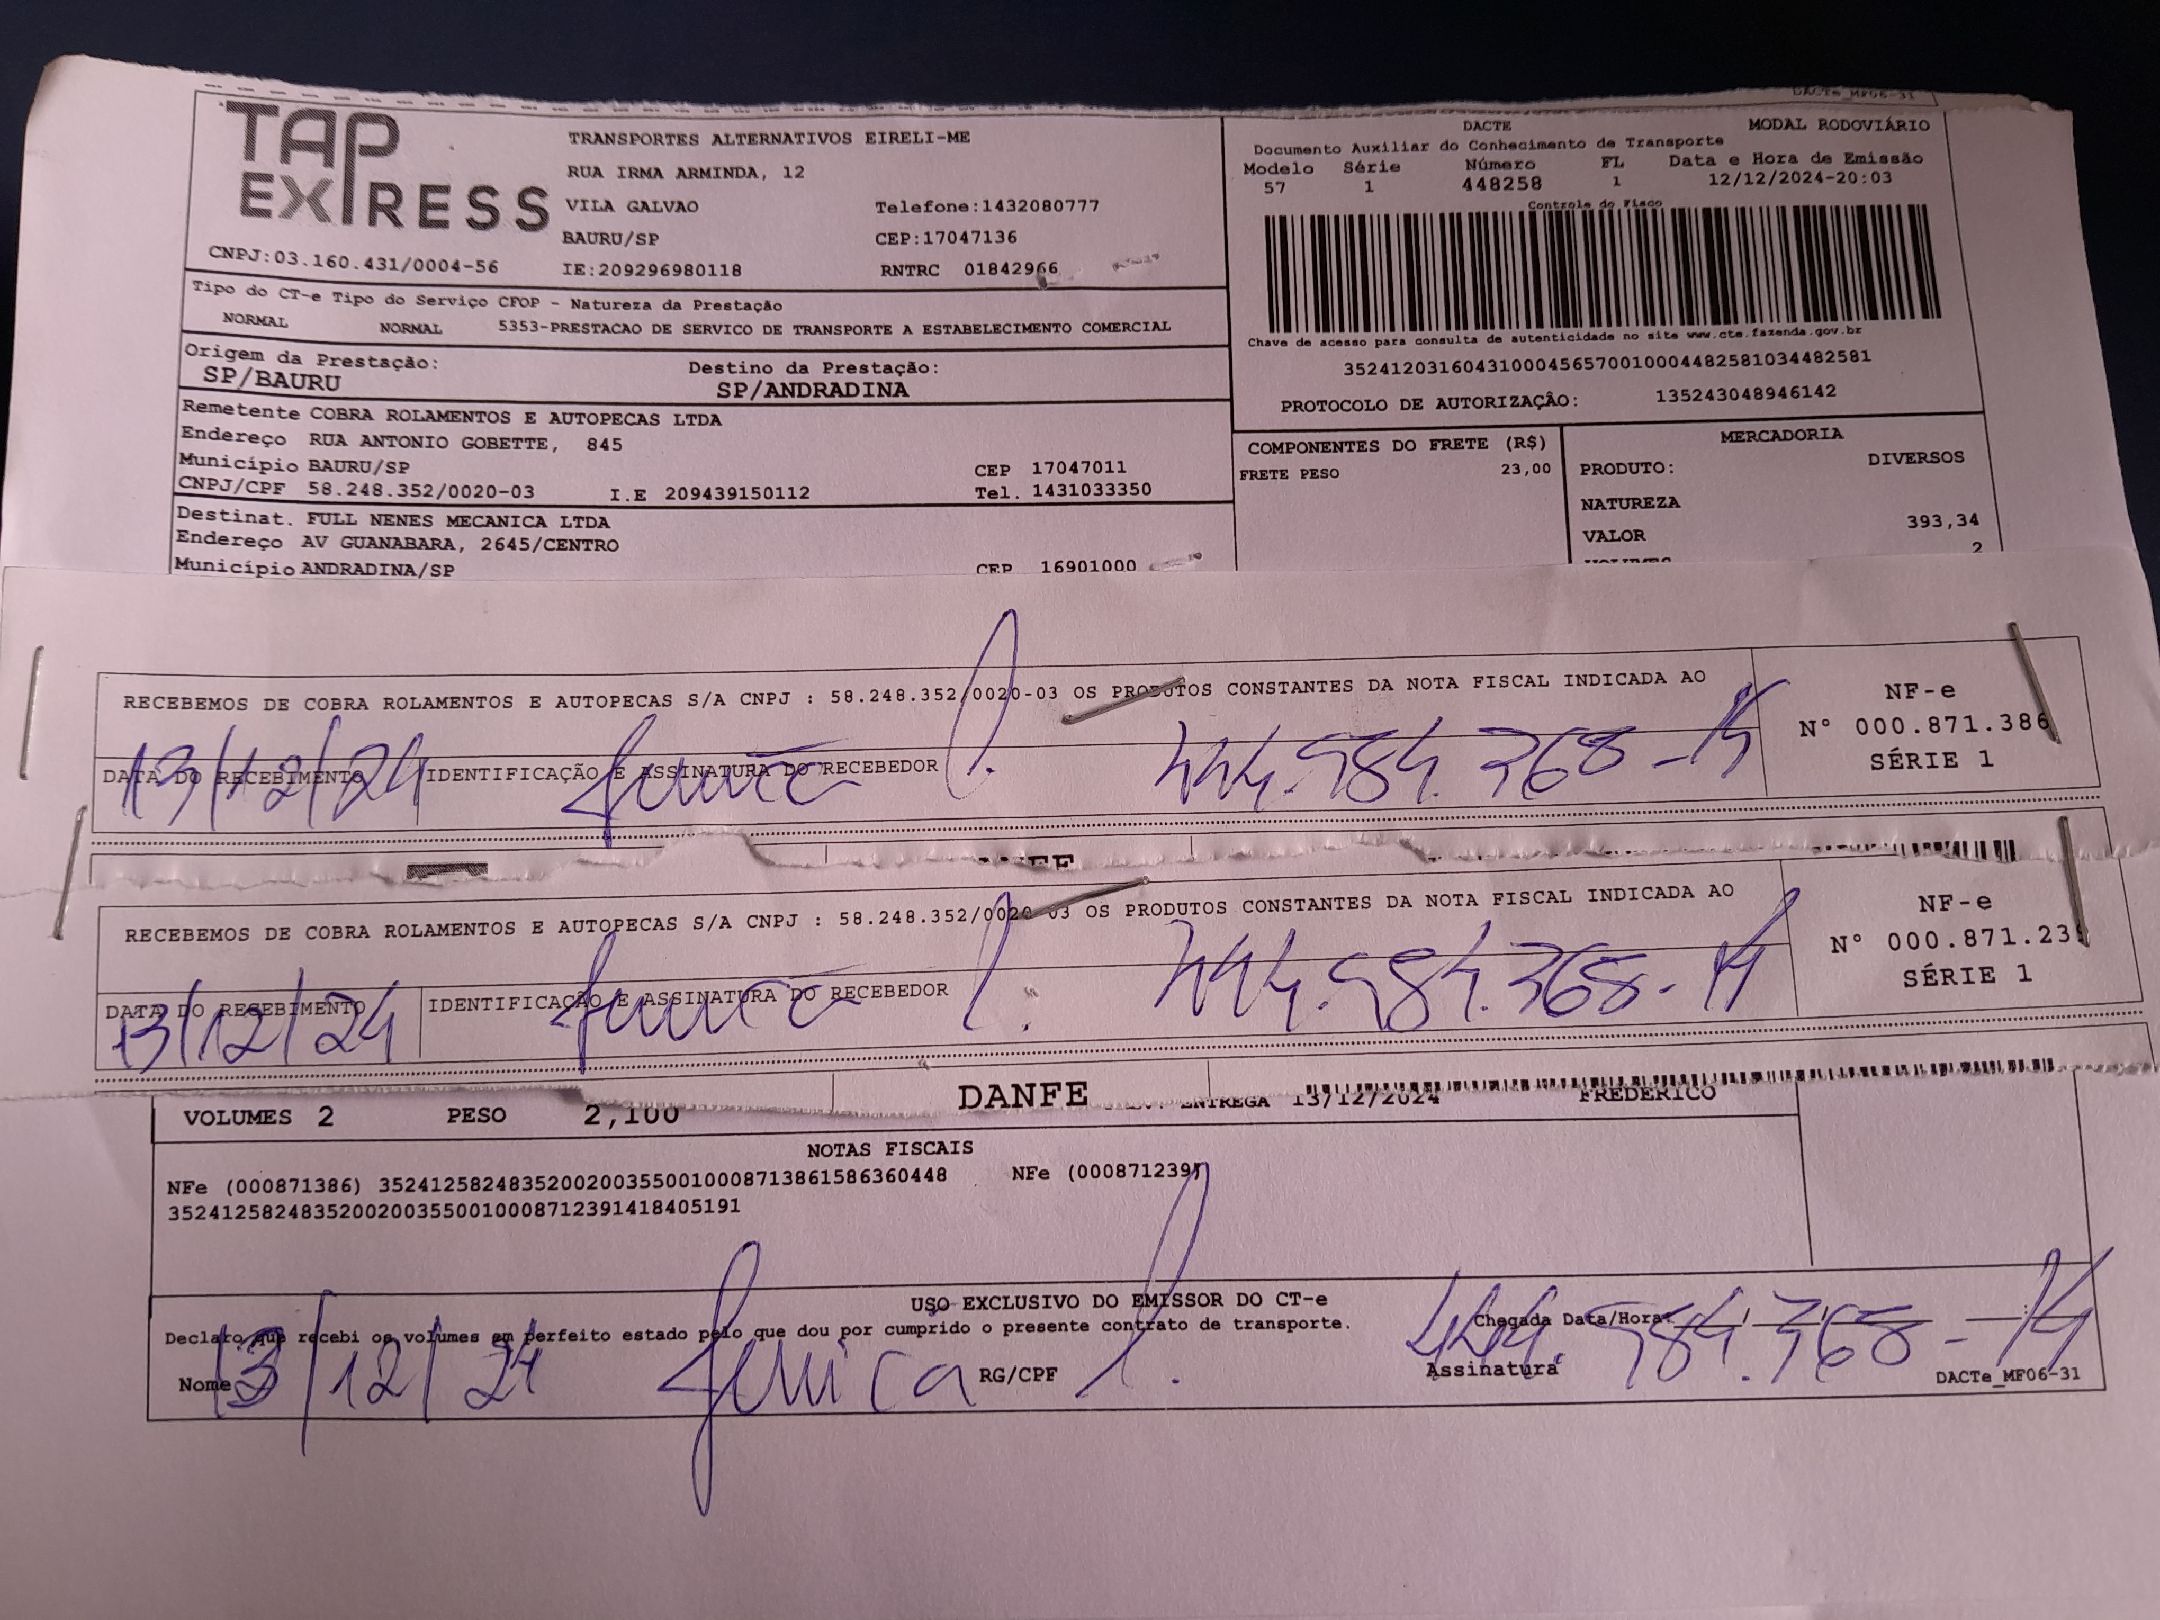 DACTe_MF06-31
TAP EXPRESS
TRANSPORTES ALTERNATIVOS EIRELI-ME
RUA IRMA ARMINDA, 12
VILA GALVAO Telefone:1432080777
BAURU/SP CEP:17047136
CNPJ:03.160.431/0004-56 IE:209296980118 RNTRC 01842966
DACTE MODAL RODOVIÁRIO
Documento Auxiliar do Conhecimento de Transporte
Modelo Série Número FL Data e Hora de Emissão
57 1 448258 1 12/12/2024-20:03
Controle do Fisco
Chave de acesso para consulta de autenticidade no site www.cte.fazenda.gov.br
35241203160431000456570010004482581034482581
PROTOCOLO DE AUTORIZAÇÃO: 135243048946142
Tipo do CT-e Tipo do Serviço CFOP - Natureza da Prestação
NORMAL NORMAL 5353-PRESTACAO DE SERVICO DE TRANSPORTE A ESTABELECIMENTO COMERCIAL
Origem da Prestação: Destino da Prestação:
SP/BAURU SP/ANDRADINA
Remetente COBRA ROLAMENTOS E AUTOPECAS LTDA
Endereço RUA ANTONIO GOBETTE, 845
Município BAURU/SP CEP 17047011
CNPJ/CPF 58.248.352/0020-03 I.E 209439150112 Tel. 1431033350
Destinat. FULL NENES MECANICA LTDA
Endereço AV GUANABARA, 2645/CENTRO
Município ANDRADINA/SP CEP 16901000
COMPONENTES DO FRETE (R$)
FRETE PESO 23,00
MERCADORIA
PRODUTO: DIVERSOS
NATUREZA
VALOR 393,34
VOLUMES 2
RECEBEMOS DE COBRA ROLAMENTOS E AUTOPECAS S/A CNPJ : 58.248.352/0020-03 OS PRODUTOS CONSTANTES DA NOTA FISCAL INDICADA AO
DATA DO RECEBIMENTO IDENTIFICAÇÃO E ASSINATURA DO RECEBEDOR
13/12/24 444.984.368-14
NF-e
N° 000.871.386
SÉRIE 1
RECEBEMOS DE COBRA ROLAMENTOS E AUTOPECAS S/A CNPJ : 58.248.352/0020-03 OS PRODUTOS CONSTANTES DA NOTA FISCAL INDICADA AO
DATA DO RECEBIMENTO IDENTIFICAÇÃO E ASSINATURA DO RECEBEDOR
13/12/24 444.984.368-14
NF-e
N° 000.871.239
SÉRIE 1
DANFE
VOLUMES 2 PESO 2,100 ENTREGA 13/12/2024 FREDERICO
NOTAS FISCAIS
NFe (000871386) 35241258248352002003550010008713861586360448 NFe (000871239)
35241258248352002003550010008712391418405191
USO EXCLUSIVO DO EMISSOR DO CT-e
Declaro que recebi os volumes em perfeito estado pelo que dou por cumprido o presente contrato de transporte. Chegada Data/Hora:
Nome RG/CPF Assinatura
13/12/24 444.984.368-14
DACTe_MF06-31